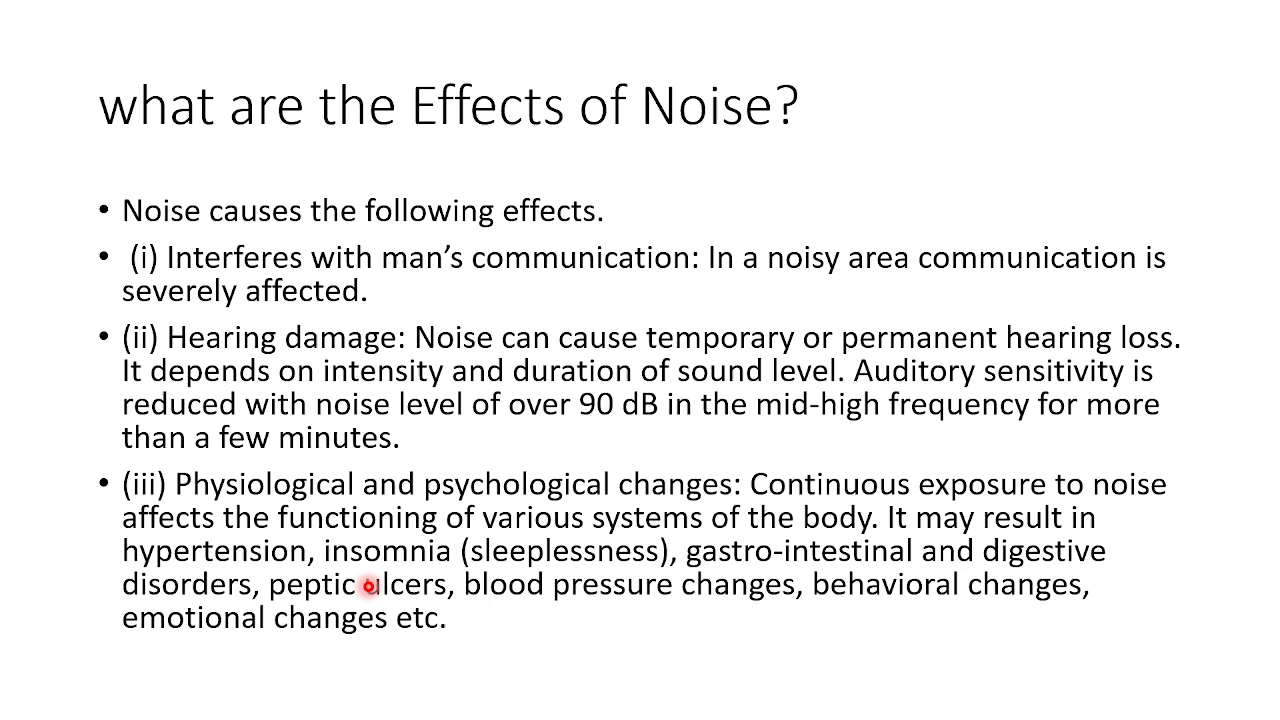 what are the Effects of Noise?
• Noise causes the following effects.
• (i) Interferes with man’s communication: In a noisy area communication is
severely affected.
• (ii) Hearing damage: Noise can cause temporary or permanent hearing loss.
It depends on intensity and duration of sound level. Auditory sensitivity is
reduced with noise level of over 90 dB in the mid-high frequency for more
than a few minutes.
• (iii) Physiological and psychological changes: Continuous exposure to noise
affects the functioning of various systems of the body. It may result in
hypertension, insomnia (sleeplessness), gastro-intestinal and digestive
disorders, peptic ulcers, blood pressure changes, behavioral changes,
emotional changes etc.